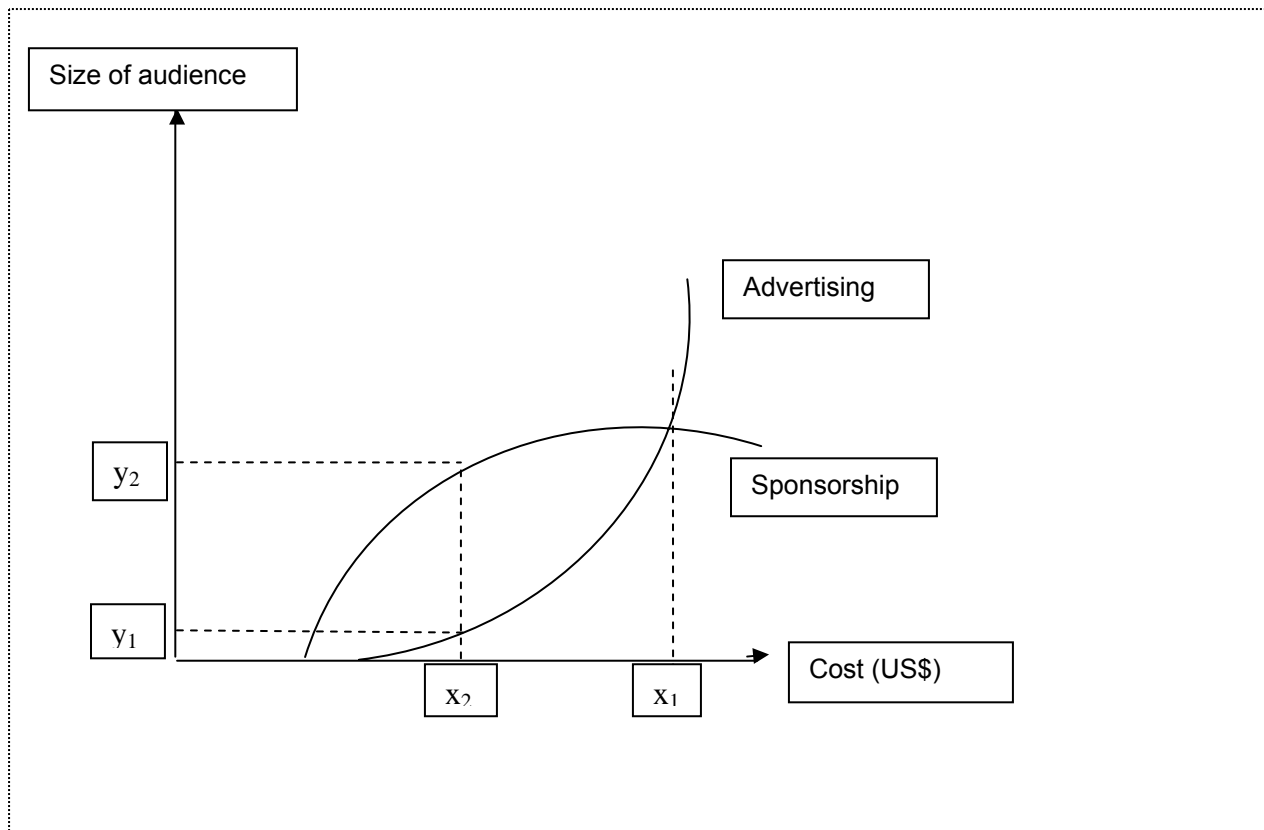 Size of audience
Advertising
y₂
Sponsorship
y₁
Cost (US$)
x₂
x₁